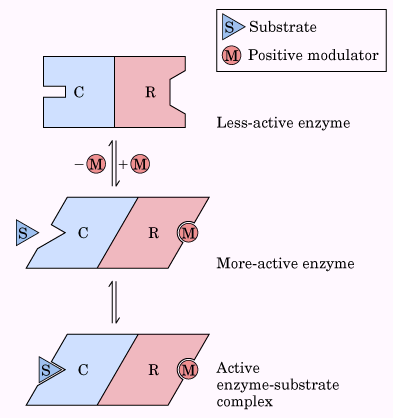 S Substrate
M Positive modulator
C R
Less-active enzyme
− M + M
S C R M
More-active enzyme
S C R M
Active
enzyme-substrate
complex